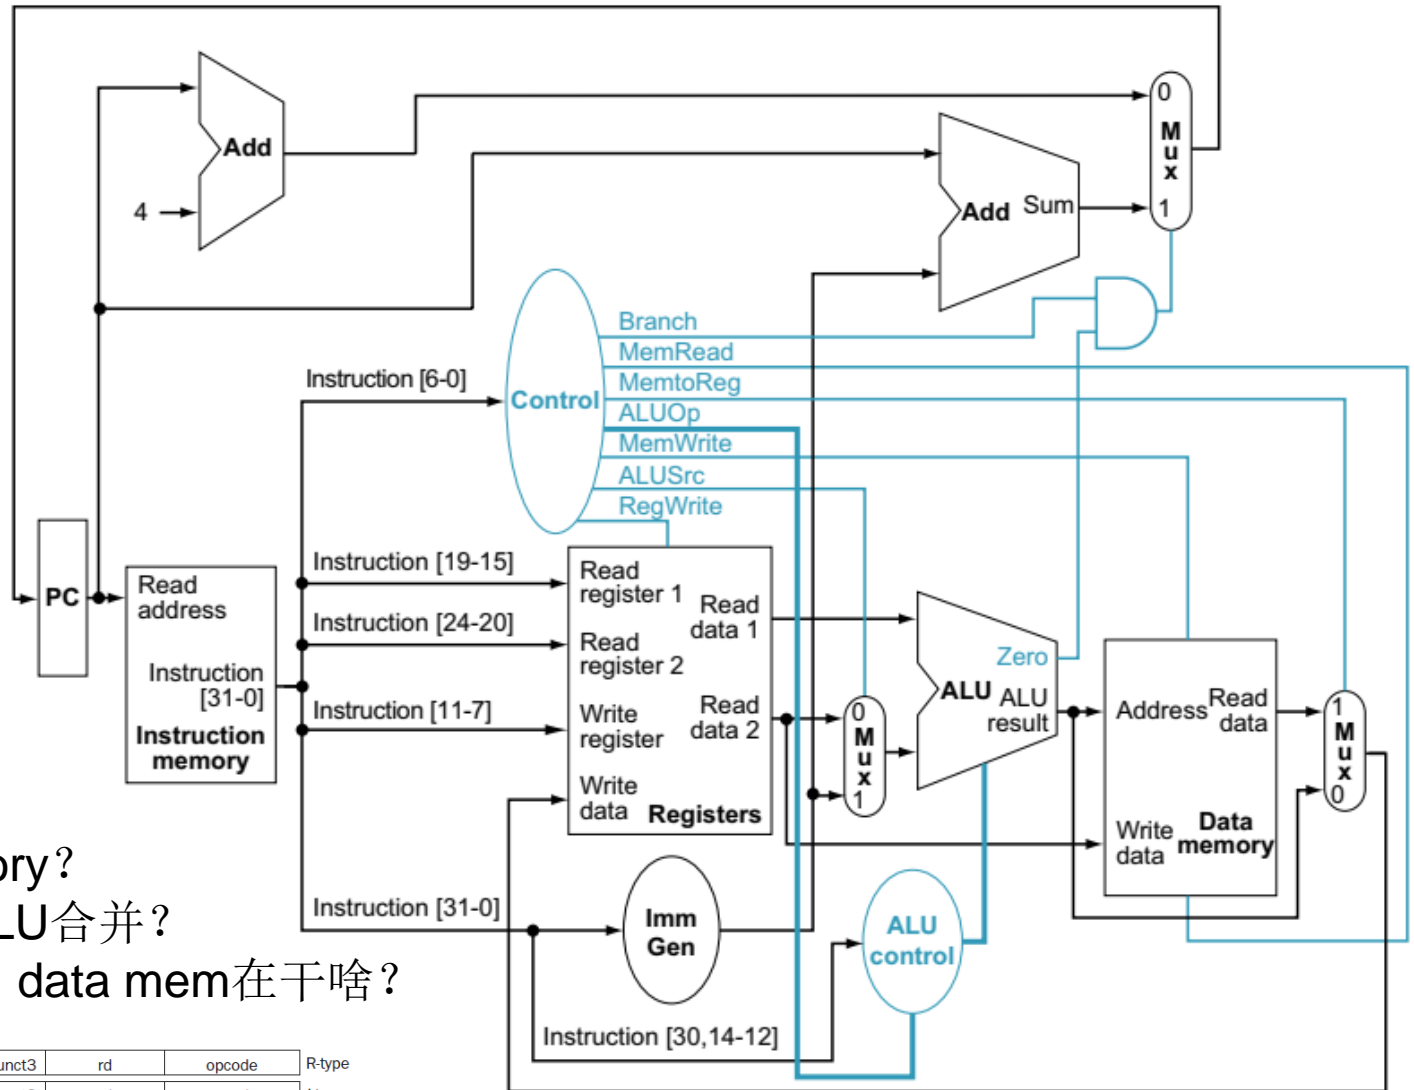 Add
4
0
Mux
1
Add Sum
Branch
MemRead
MemtoReg
ALUOp
MemWrite
ALUSrc
RegWrite
Control
Instruction [6-0]
PC
Read
address
Instruction
[31-0]
Instruction
memory
Instruction [19-15]
Instruction [24-20]
Instruction [11-7]
Instruction [31-0]
Read
register 1
Read
register 2
Write
register
Write
data
Read
data 1
Read
data 2
Registers
0
Mux
1
Zero
ALU
ALU
result
Address
Read
data
Write
data
Data
memory
1
Mux
0
Imm
Gen
ALU
control
Instruction [30,14-12]
ory?
LU合并?
data mem在干啥?
unct3 rd opcode R-type